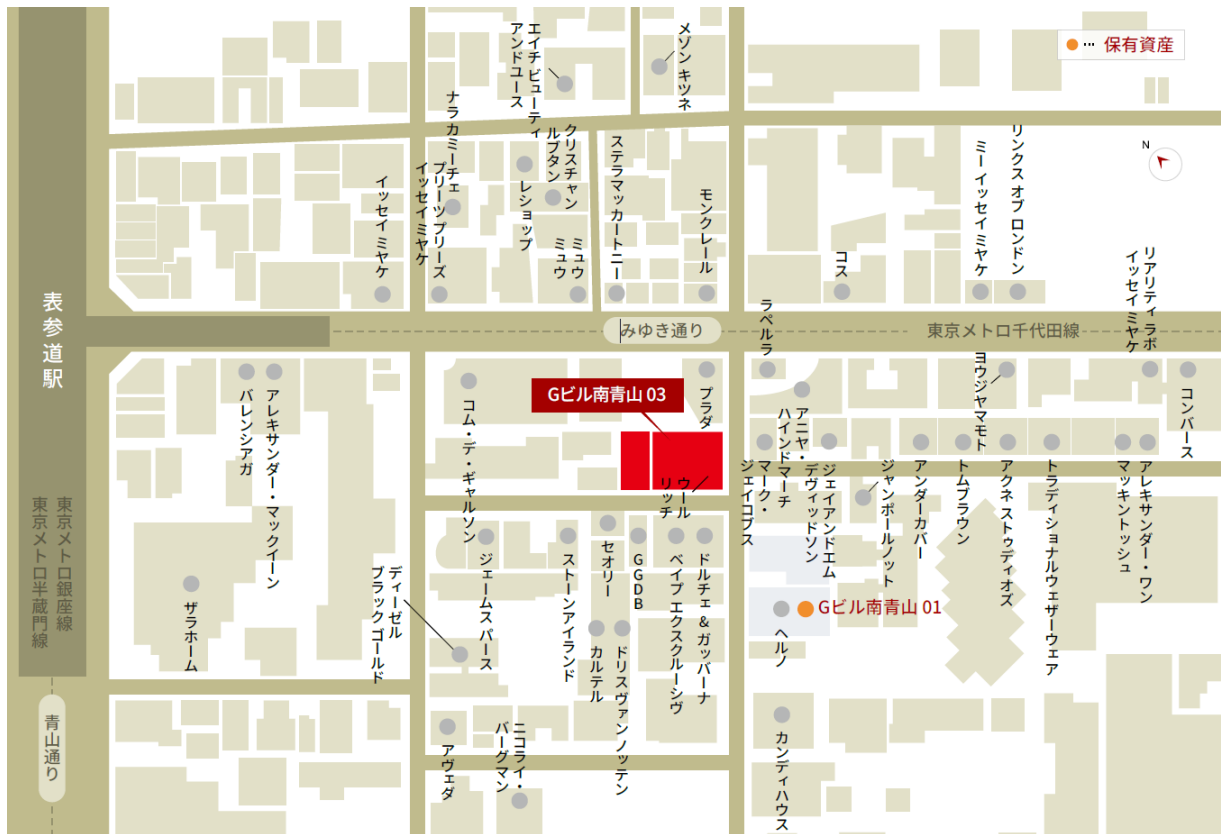 保有資産
N
エイチ ビューティ
アンドユース
メゾン キツネ
ナラ カミーチェ
クリスチャン
ルブタン
ステラマッカートニー
リンクス オブ ロンドン
ミー イッセイ ミヤケ
イッセイ ミヤケ
プリーツ プリーズ
イッセイ ミヤケ
レショップ
ミュウ
ミュウ
モンクレール
コス
リアリティ ラボ
イッセイ ミヤケ
ラペルラ
表参道駅
みゆき通り
東京メトロ千代田線
バレンシアガ
アレキサンダー・マックイーン
コム・デ・ギャルソン
Gビル南青山 03
プラダ
ウール
リッチ
マーク・
ジェイコブス
アニヤ・
ハインドマーチ
ジェイアンドエム
デヴィッドソン
ジャンポールノット
アンダーカバー
トムブラウン
ヨウジヤマモト
アクネストゥディオズ
トラディショナルウェザーウェア
マッキントッシュ
アレキサンダー・ワン
コンバース
東京メトロ銀座線
東京メトロ半蔵門線
ザラホーム
ディーゼル
ブラック ゴールド
ジェームス パース
ストーンアイランド
セオリー
GGDB
ベイプ エクスクルーシヴ
ドルチェ & ガッバーナ
カルテル
ドリス ヴァン ノッテン
Gビル南青山 01
ヘルノ
青山通り
アヴェダ
ニコライ・
バーグマン
カンディハウス